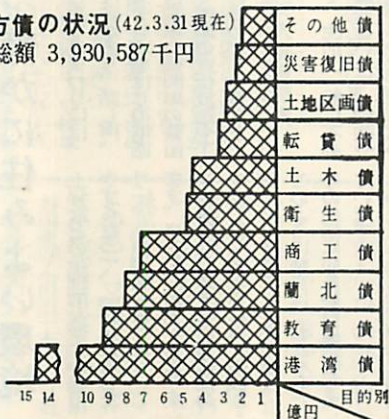 方債の状況(42.3.31現在)
総額 3,930,587千円
その他債
災害復旧債
土地区画債
転貸債
土木債
衛生債
商工債
蘭北債
教育債
港湾債
15 14 10 9 8 7 6 5 4 3 2 1
億円
目的別